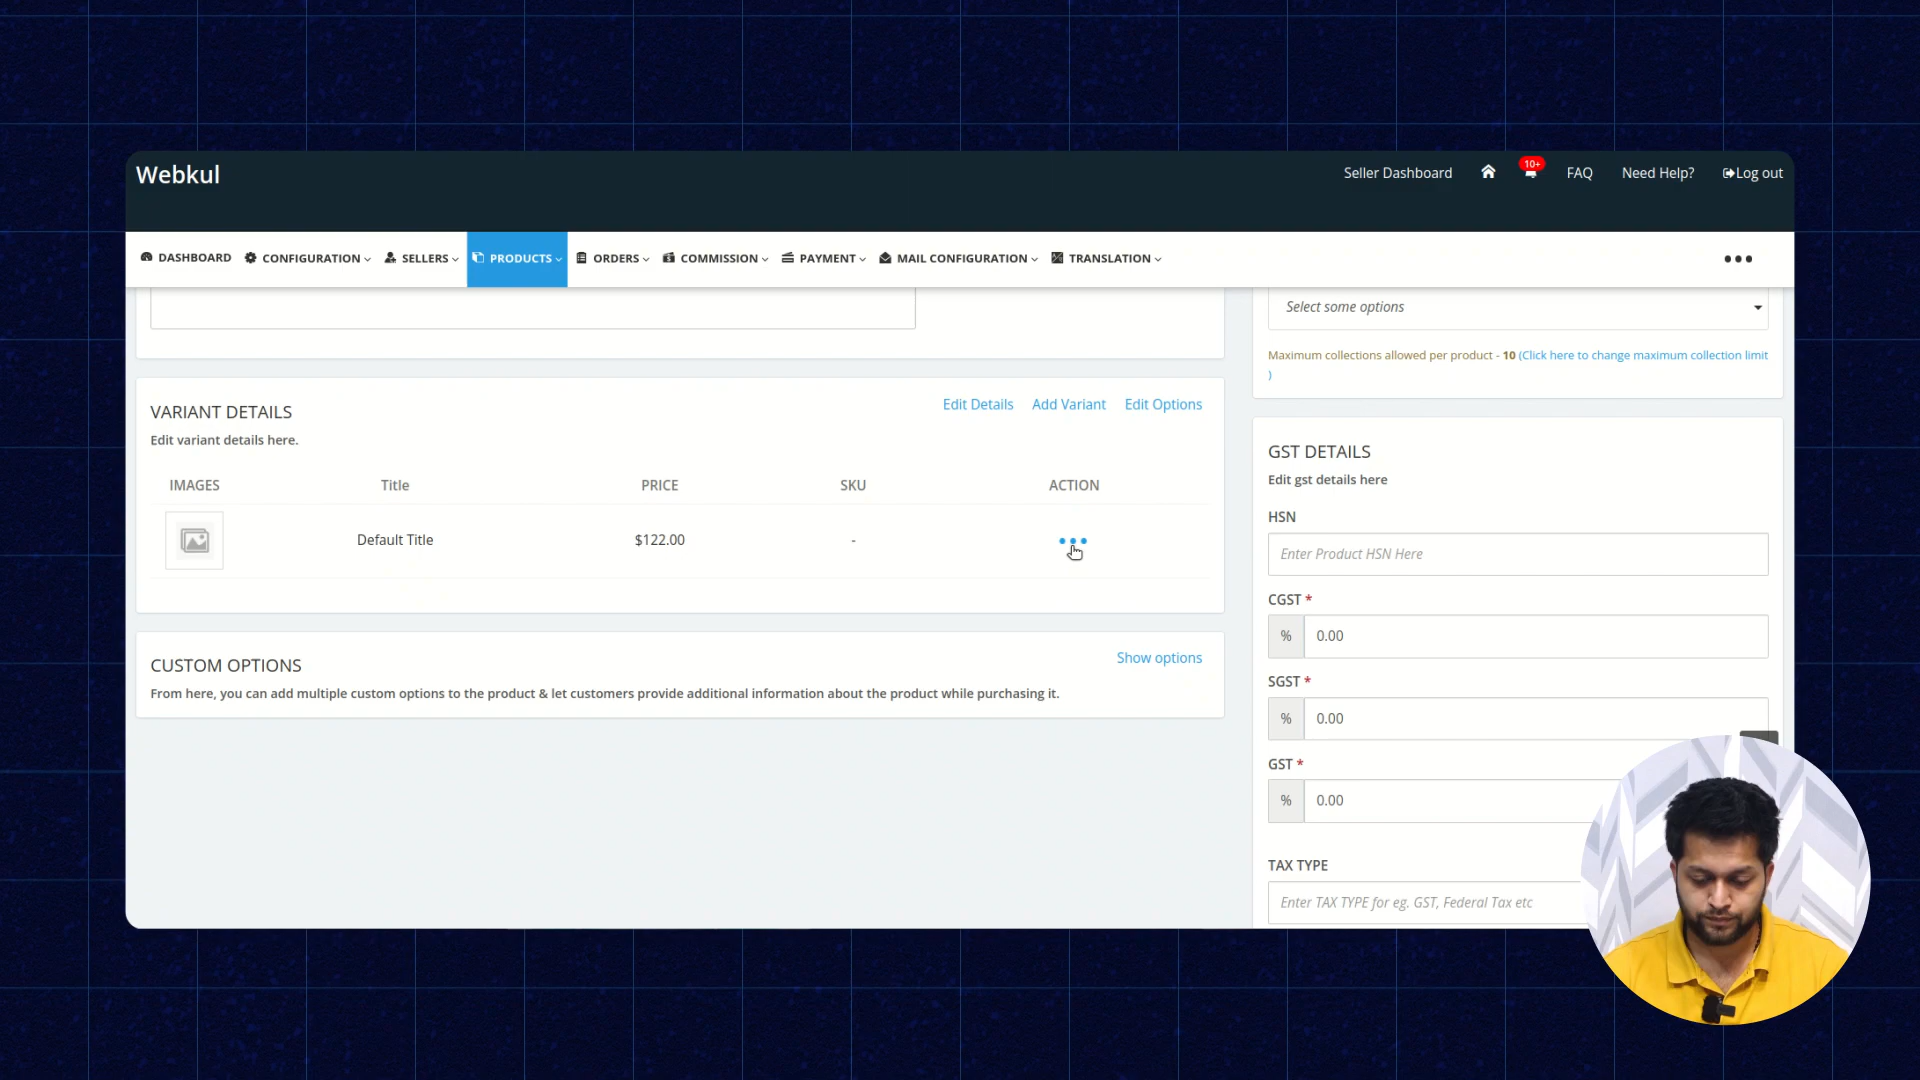 Webkul
Seller Dashboard
10+
FAQ
Need Help?
Log out
DASHBOARD
CONFIGURATION
SELLERS
PRODUCTS
ORDERS
COMMISSION
PAYMENT
MAIL CONFIGURATION
TRANSLATION
Select some options
Maximum collections allowed per product - 10 (Click here to change maximum collection limit
)
VARIANT DETAILS
Edit Details
Add Variant
Edit Options
Edit variant details here.
IMAGES
Title
PRICE
SKU
ACTION
Default Title
$122.00
-
CUSTOM OPTIONS
Show options
From here, you can add multiple custom options to the product & let customers provide additional information about the product while purchasing it.
GST DETAILS
Edit gst details here
HSN
Enter Product HSN Here
CGST *
% 0.00
SGST *
% 0.00
GST *
% 0.00
TAX TYPE
Enter TAX TYPE for eg. GST, Federal Tax etc